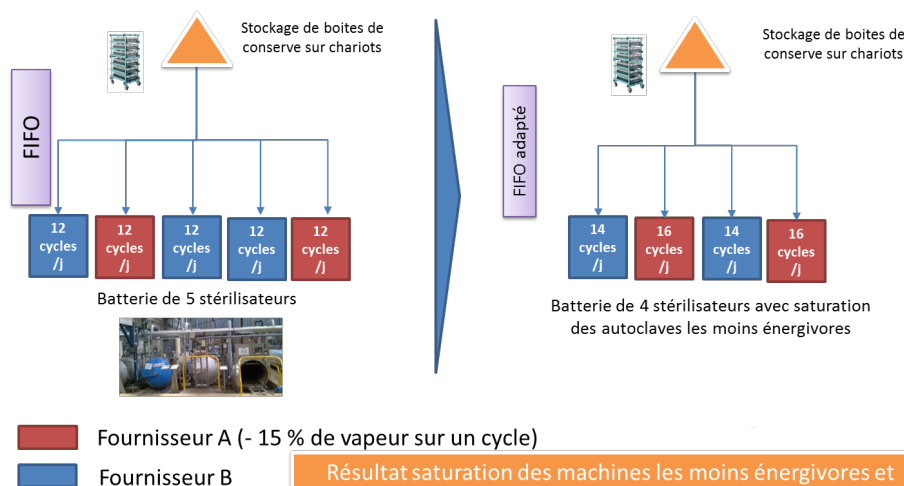 Stockage de boites de
conserve sur chariots
FIFO
12
cycles
/j
12
cycles
/j
12
cycles
/j
12
cycles
/j
12
cycles
/j
Batterie de 5 stérilisateurs
Stockage de boites de
conserve sur chariots
FIFO adapté
14
cycles
/j
16
cycles
/j
14
cycles
/j
16
cycles
/j
Batterie de 4 stérilisateurs avec saturation
des autoclaves les moins énergivores
Fournisseur A (- 15 % de vapeur sur un cycle)
Fournisseur B
Résultat saturation des machines les moins énergivores et